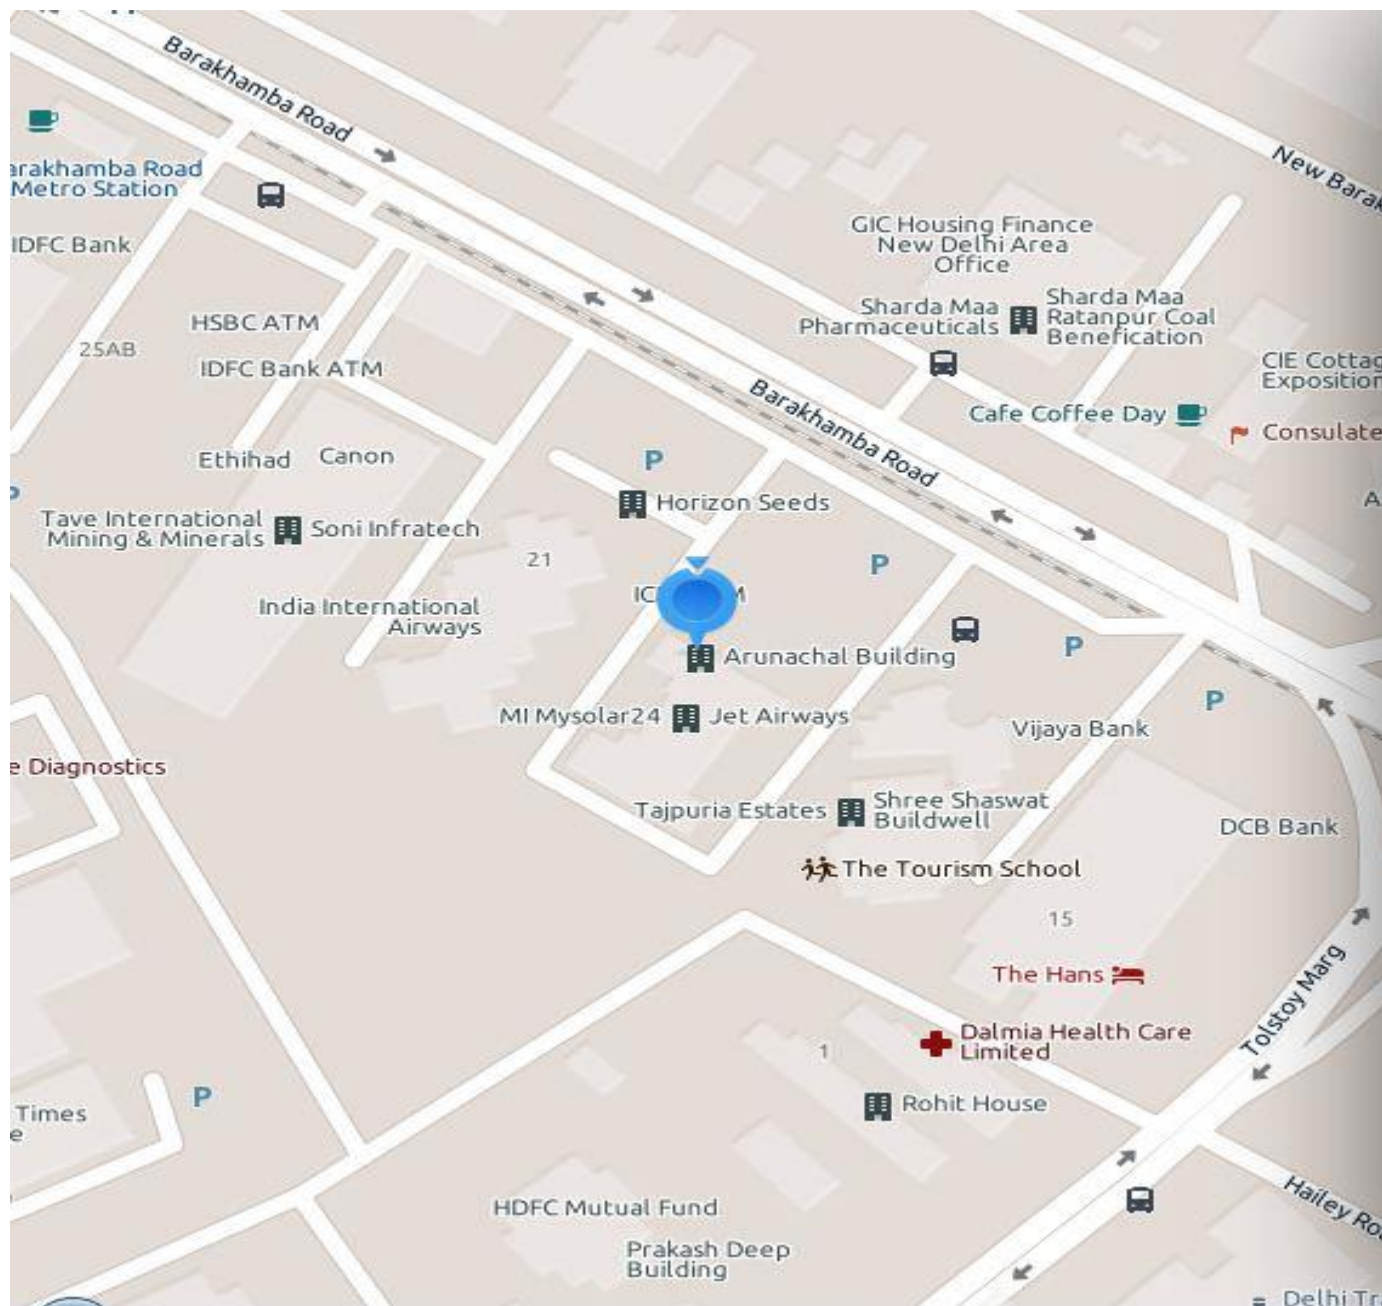 Barakhamba Road
arakhamba Road
Metro Station
New Barak
IDFC Bank
GIC Housing Finance
New Delhi Area
Office
Sharda Maa
Pharmaceuticals
Sharda Maa
Ratanpur Coal
Benefication
HSBC ATM
25AB
IDFC Bank ATM
CIE Cottag
Exposition
Barakhamba Road
Cafe Coffee Day
Consulate
Ethihad
Canon
P
P
Horizon Seeds
A
Tave International
Mining & Minerals
Soni Infratech
21
P
IC
M
India International
Airways
Arunachal Building
P
P
MI Mysolar24
Jet Airways
Vijaya Bank
e Diagnostics
Tajpuria Estates
Shree Shaswat
Buildwell
DCB Bank
The Tourism School
15
The Hans
Tolstoy Marg
Dalmia Health Care
Limited
1
P
Times
e
Rohit House
HDFC Mutual Fund
Hailey Roa
Prakash Deep
Building
Delhi Tr